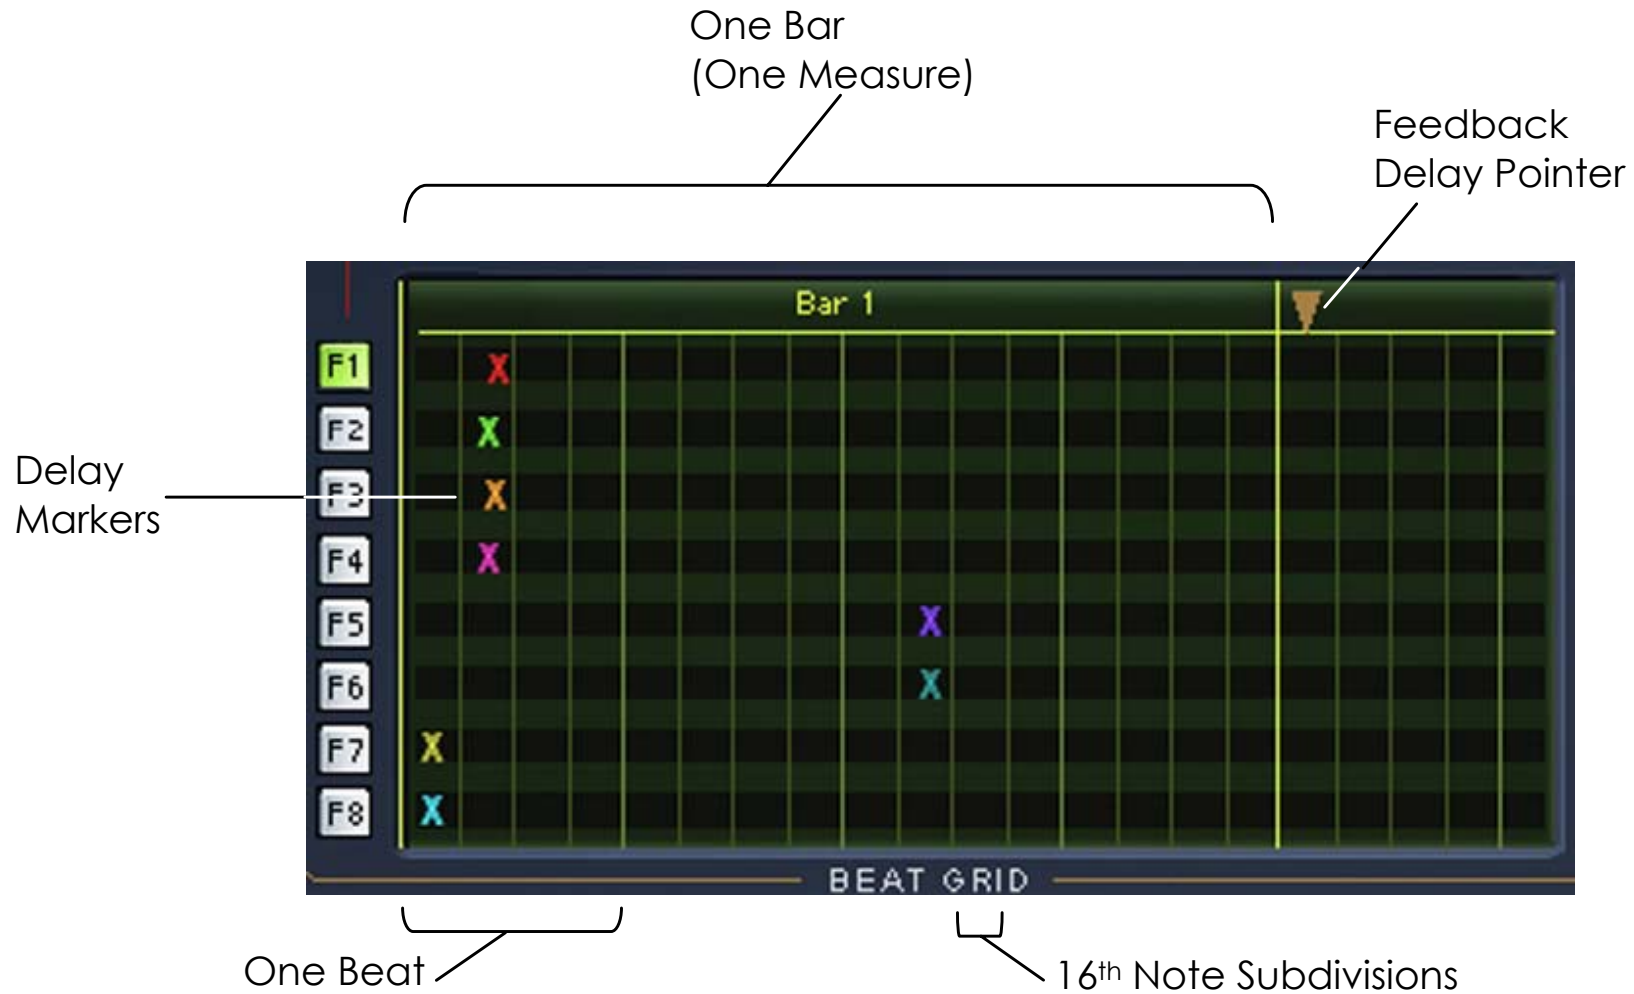 One Bar
(One Measure)
Feedback
Delay Pointer
Bar 1
F1
X
F2
X
Delay
Markers
F3
X
F4
X
F5
X
F6
X
F7
X
F8
X
BEAT GRID
One Beat
16th Note Subdivisions